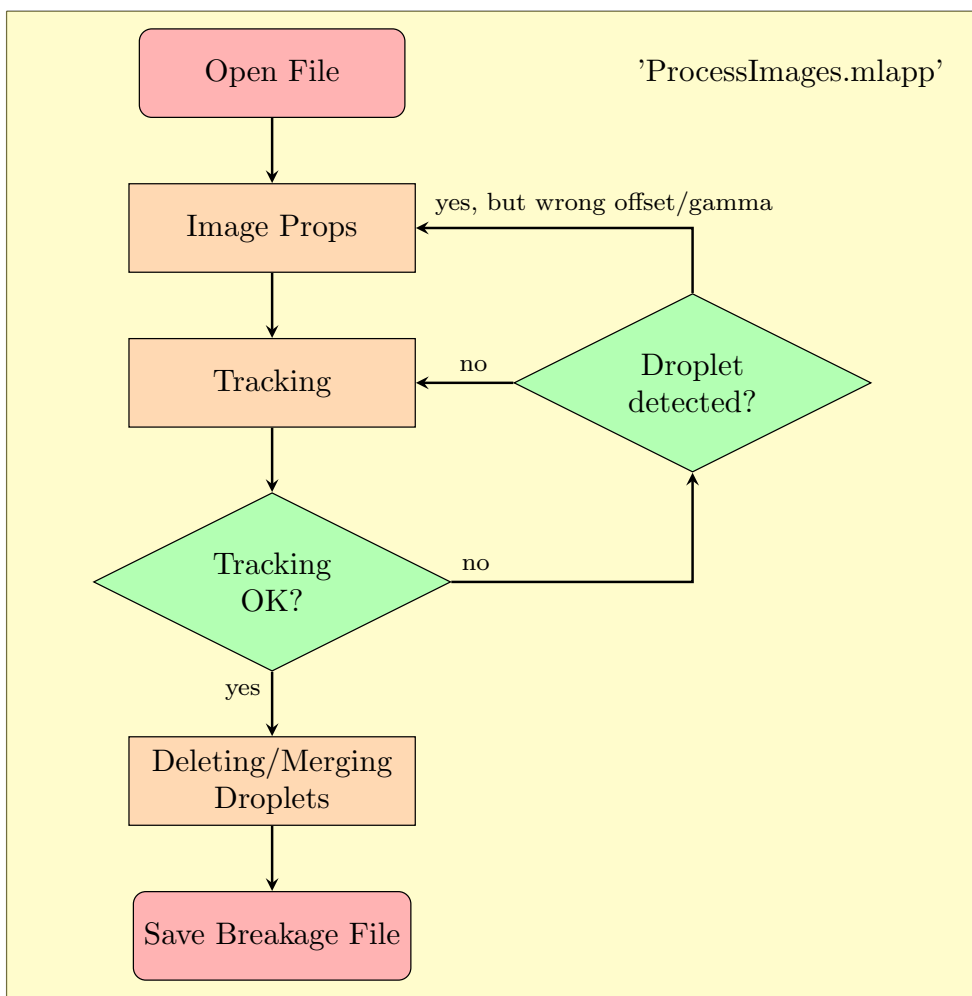 Open File
'ProcessImages.mlapp'
yes, but wrong offset/gamma
Image Props
no
Tracking
Droplet
detected?
Tracking
OK?
no
yes
Deleting/Merging
Droplets
Save Breakage File